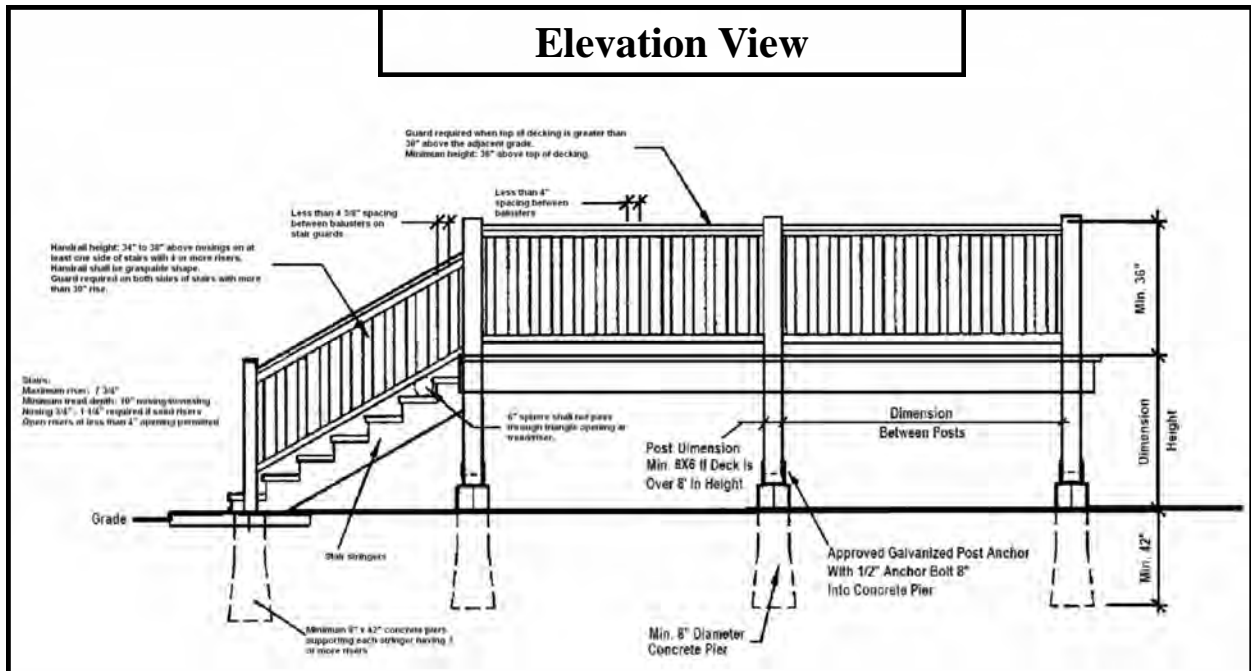 Elevation View
Guard required when top of decking is greater than
30" above the adjacent grade.
Minimum height: 36" above top of decking.
Less than 4"
spacing between
balusters
Less than 4 3/8" spacing
between balusters on
stair guards
Handrail height: 34" to 38" above nosings on at
least one side of stairs with 4 or more risers.
Handrail shall be graspable shape.
Guard required on both sides of stairs with more
than 30" rise.
Min. 36"
Stairs:
Maximum riser: 7 3/4"
Minimum tread depth: 10" nosing to nosing
Nosing 3/4" - 1 1/4" required if solid risers
Open risers of less than 4" opening permitted
6" sphere shall not pass
through triangle opening at
tread/riser.
Dimension
Between Posts
Post Dimension
Min. 6X6 If Deck Is
Over 8' In Height
Dimension
Height
Grade
Stair stringers
Approved Galvanized Post Anchor
With 1/2" Anchor Bolt 8"
Into Concrete Pier
Min. 42"
Minimum 8" x 42" concrete piers
supporting each stringer having
or more risers
Min. 8" Diameter
Concrete Pier